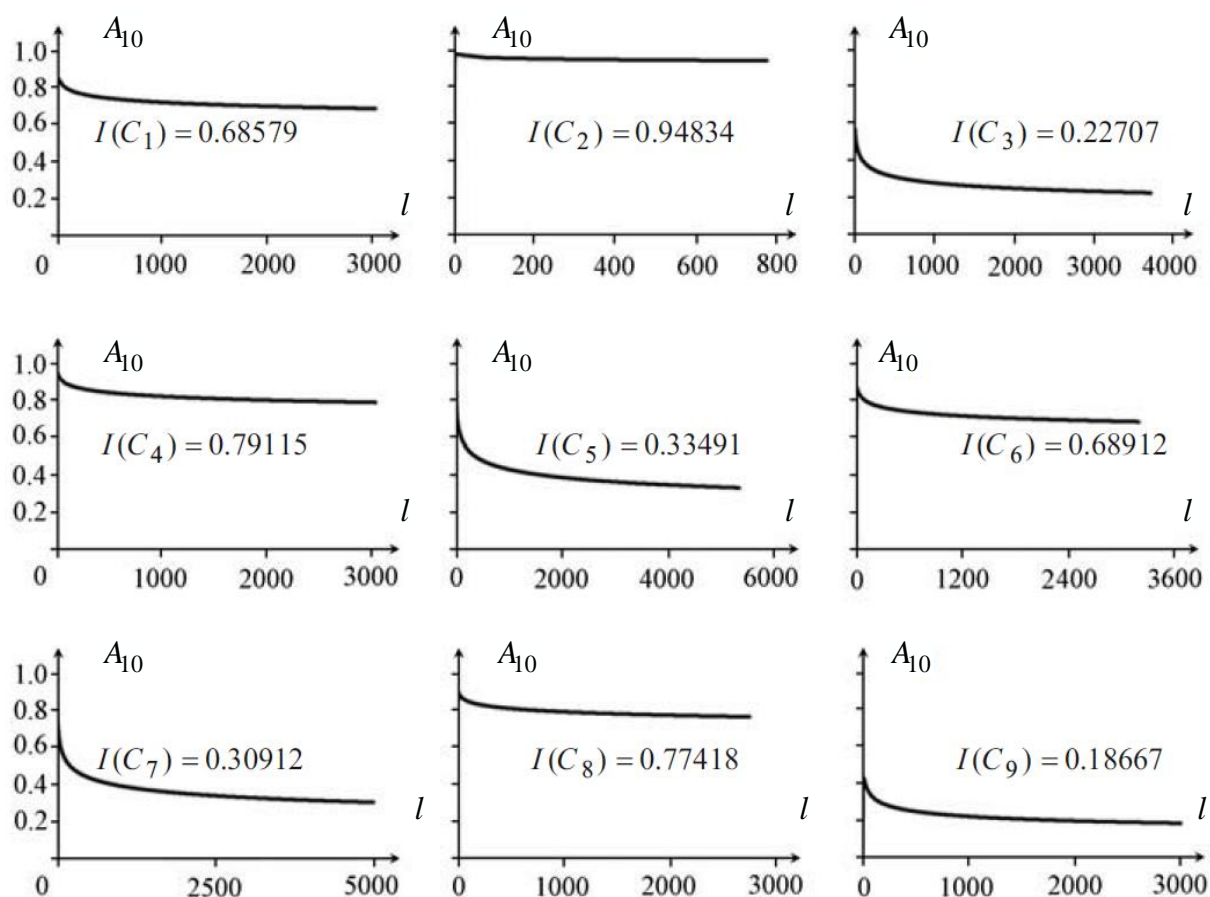 A10
1.0
0.8
0.6
0.4
0.2
I(C1) = 0.68579
l
0 1000 2000 3000
A10
I(C2) = 0.94834
l
0 200 400 600 800
A10
I(C3) = 0.22707
l
0 1000 2000 3000 4000
A10
1.0
0.8
0.6
0.4
0.2
I(C4) = 0.79115
l
0 1000 2000 3000
A10
I(C5) = 0.33491
l
0 2000 4000 6000
A10
I(C6) = 0.68912
l
0 1200 2400 3600
A10
1.0
0.8
0.6
0.4
0.2
I(C7) = 0.30912
l
0 2500 5000
A10
I(C8) = 0.77418
l
0 1000 2000 3000
A10
I(C9) = 0.18667
l
0 1000 2000 3000